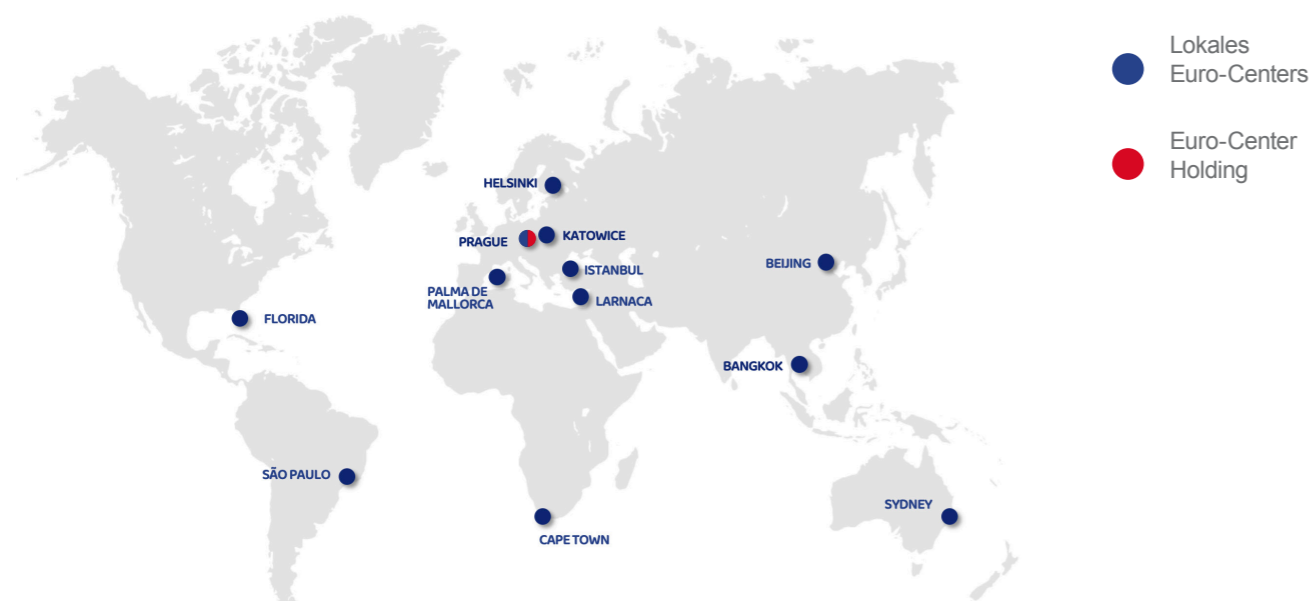 Lokales
Euro-Centers
Euro-Center
Holding
HELSINKI
PRAGUE
KATOWICE
ISTANBUL
BEIJING
PALMA DE
MALLORCA
LARNACA
FLORIDA
BANGKOK
SÃO PAULO
SYDNEY
CAPE TOWN